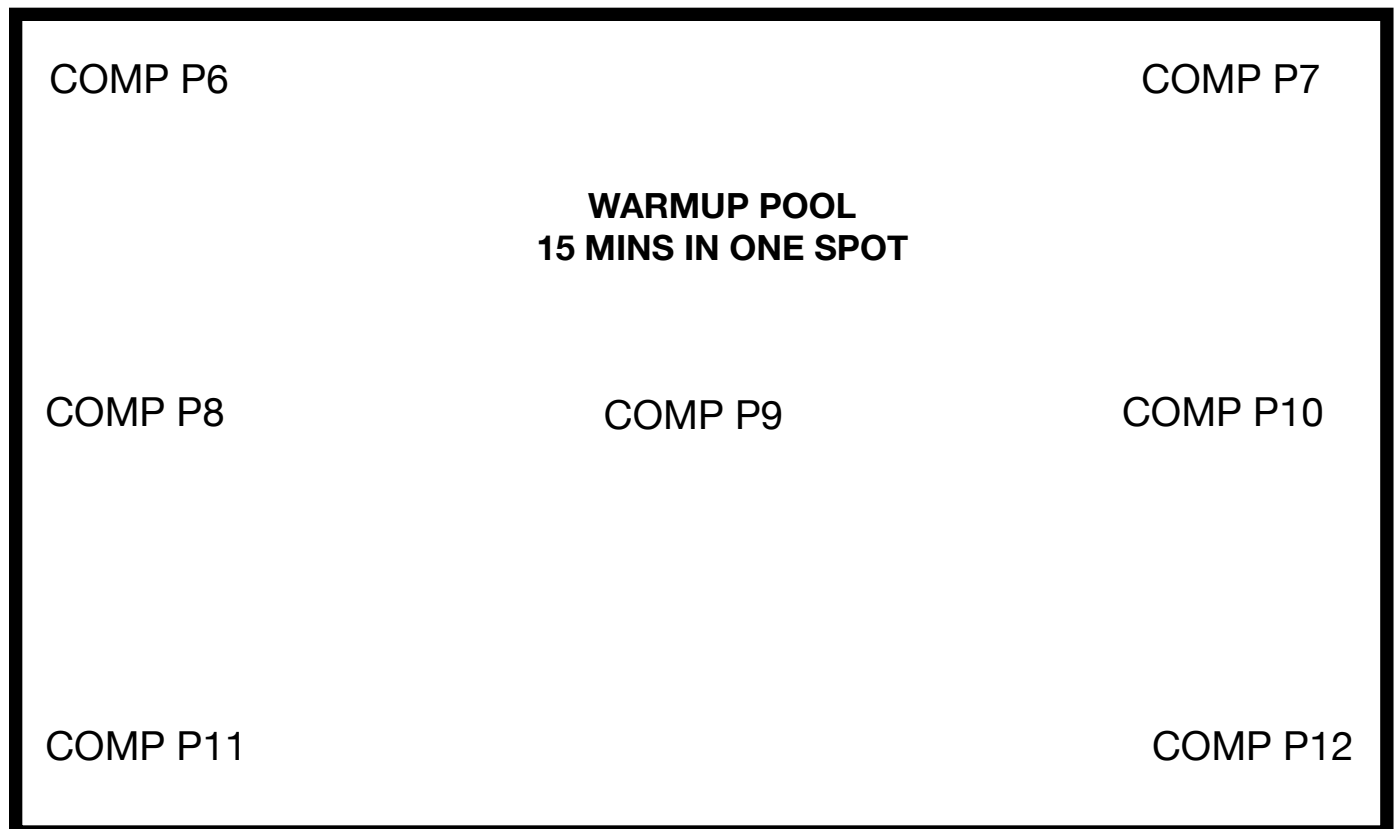 COMP P6
COMP P7
WARMUP POOL
15 MINS IN ONE SPOT
COMP P8
COMP P9
COMP P10
COMP P11
COMP P12